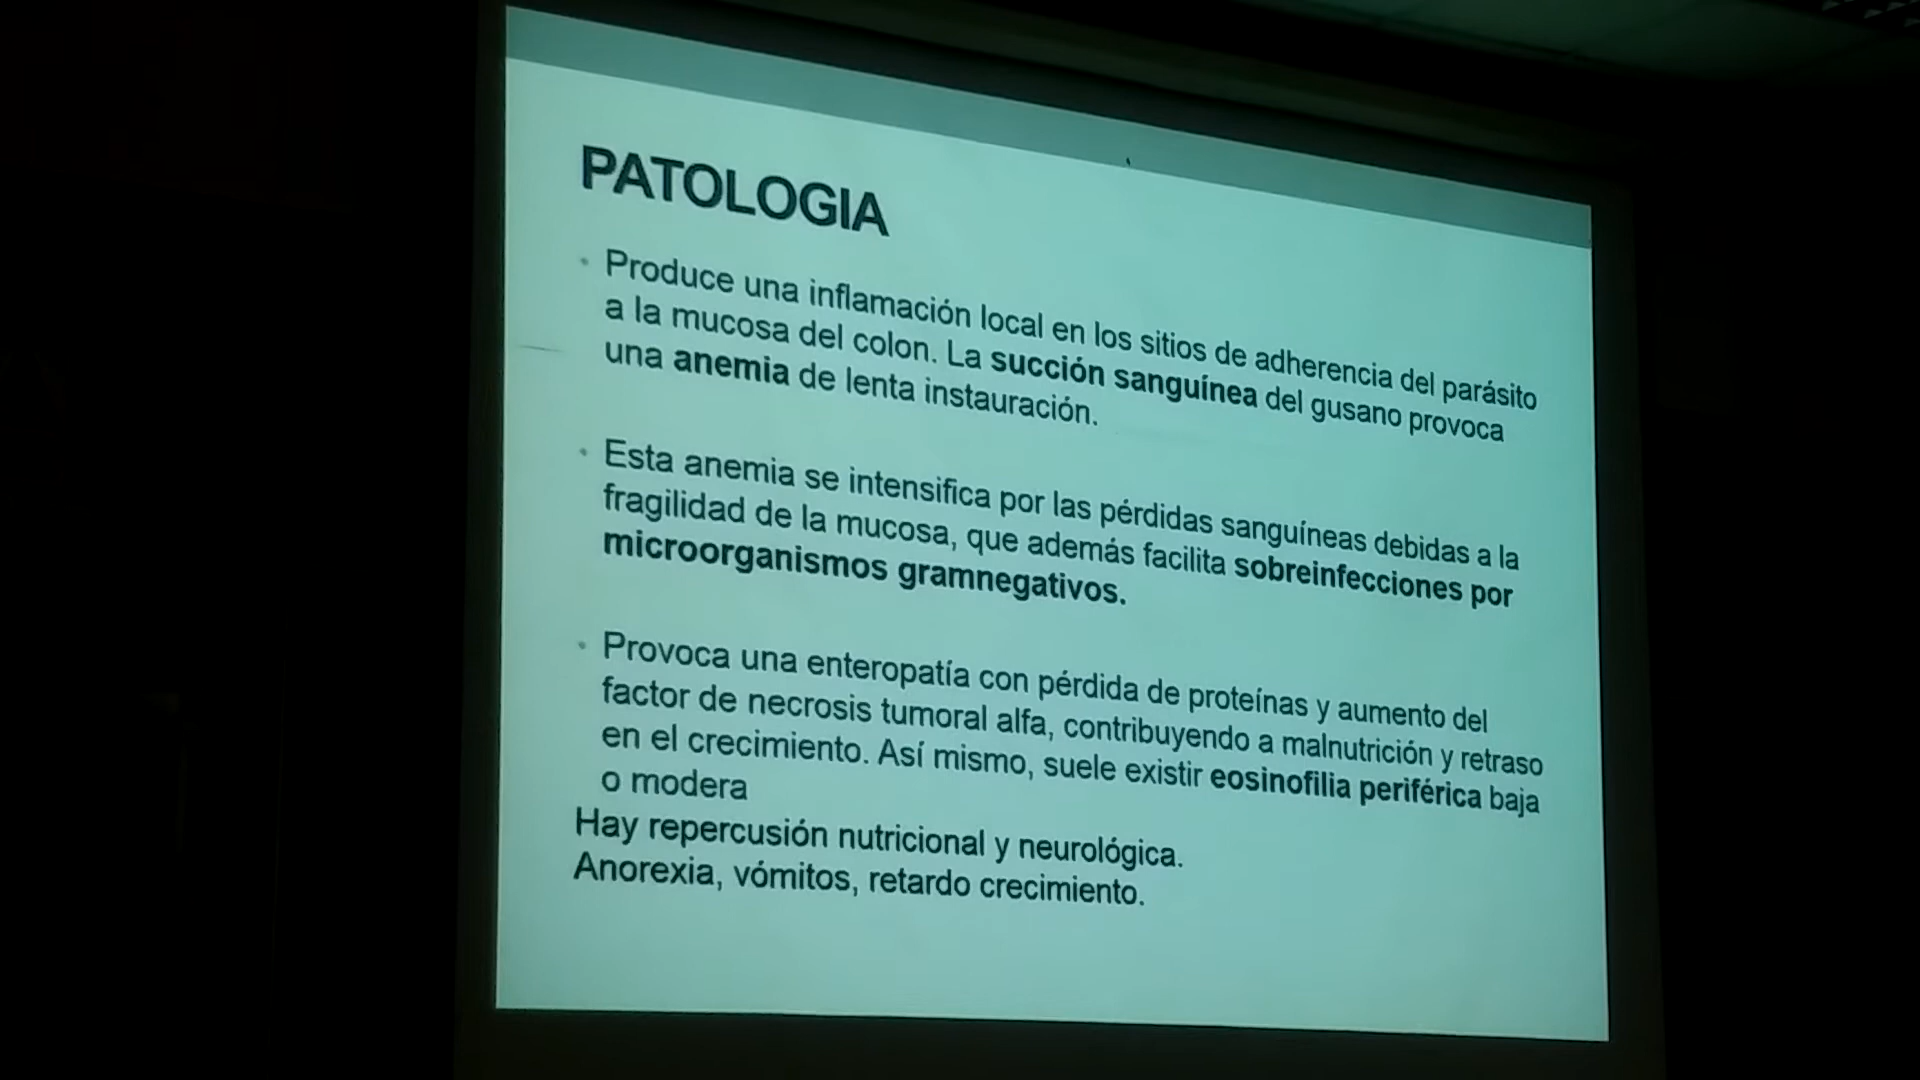 PATOLOGIA
• Produce una inflamación local en los sitios de adherencia del parásito
a la mucosa del colon. La succión sanguínea del gusano provoca
una anemia de lenta instauración.
• Esta anemia se intensifica por las pérdidas sanguíneas debidas a la
fragilidad de la mucosa, que además facilita sobreinfecciones por
microorganismos gramnegativos.
• Provoca una enteropatía con pérdida de proteínas y aumento del
factor de necrosis tumoral alfa, contribuyendo a malnutrición y retraso
en el crecimiento. Así mismo, suele existir eosinofilia periférica baja
o modera
Hay repercusión nutricional y neurológica.
Anorexia, vómitos, retardo crecimiento.